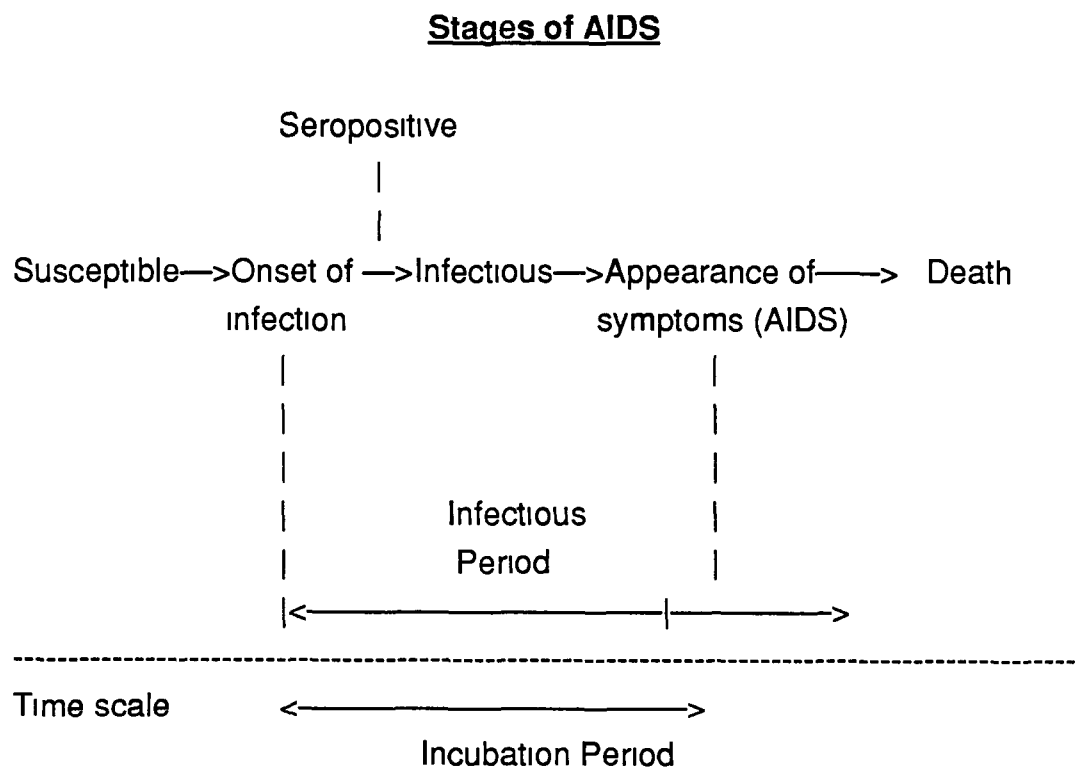 Stages of AIDS
Seropositive
Susceptible—>Onset of —>Infectious—>Appearance of—> Death
infection symptoms (AIDS)
Infectious
Period
Time scale
Incubation Period